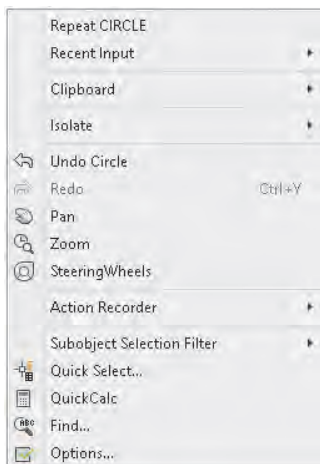 Repeat CIRCLE
Recent Input
Clipboard
Isolate
Undo Circle
Redo Ctrl+Y
Pan
Zoom
SteeringWheels
Action Recorder
Subobject Selection Filter
Quick Select...
QuickCalc
ABC Find...
Options...